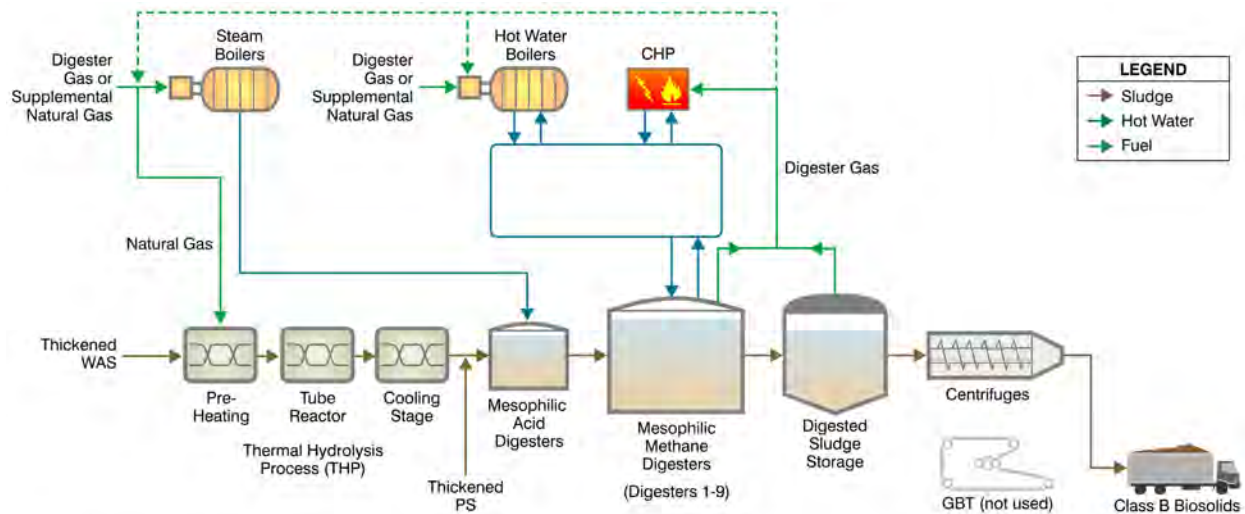 Steam
Boilers
Hot Water
Boilers
CHP
Digester
Gas or
Supplemental
Natural Gas
Digester
Gas or
Supplemental
Natural Gas
LEGEND
Sludge
Hot Water
Fuel
Digester Gas
Natural Gas
Thickened
WAS
Pre-
Heating
Tube
Reactor
Cooling
Stage
Thermal Hydrolysis
Process (THP)
Thickened
PS
Mesophilic
Acid
Digesters
Mesophilic
Methane
Digesters
(Digesters 1-9)
Digested
Sludge
Storage
Centrifuges
GBT (not used)
Class B Biosolids